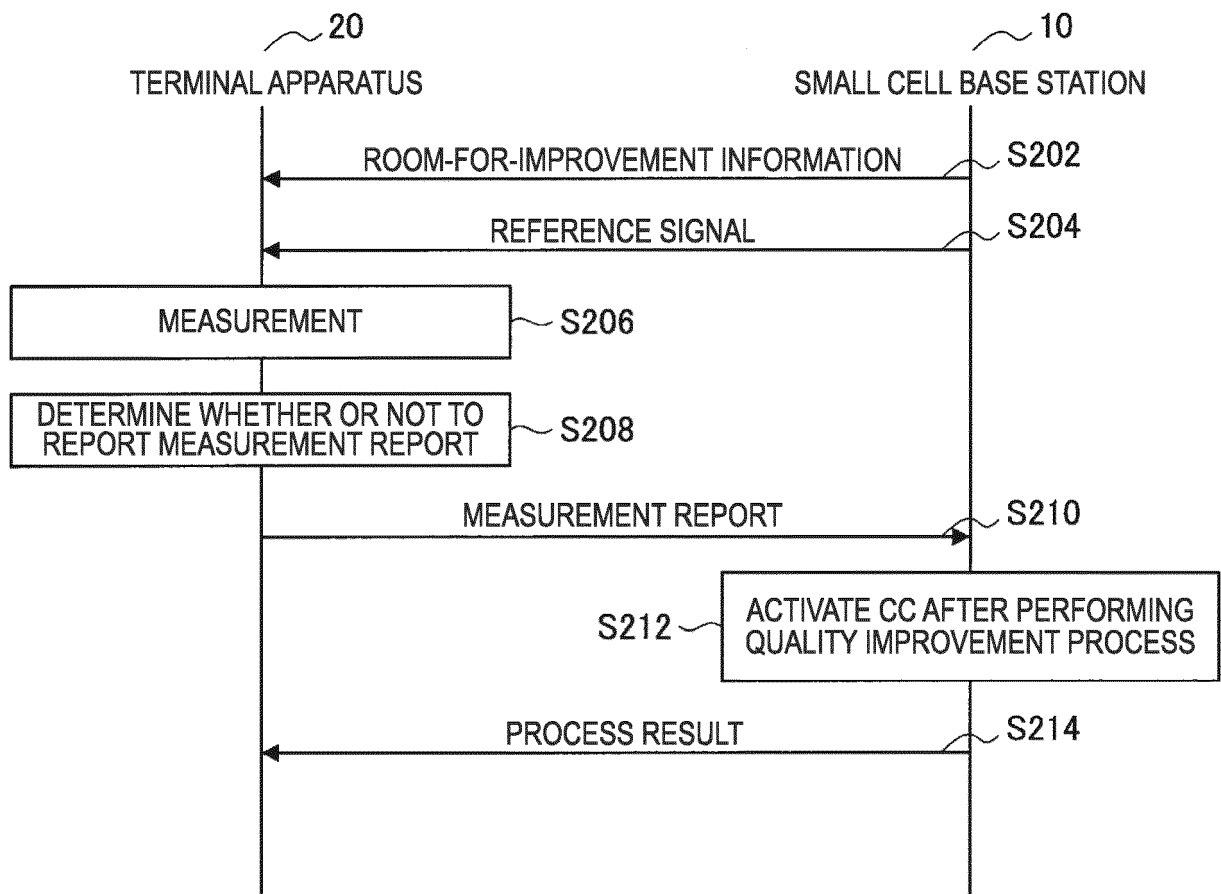 20
10
TERMINAL APPARATUS
SMALL CELL BASE STATION
ROOM-FOR-IMPROVEMENT INFORMATION
S202
REFERENCE SIGNAL
S204
MEASUREMENT
S206
DETERMINE WHETHER OR NOT TO
REPORT MEASUREMENT REPORT
S208
MEASUREMENT REPORT
S210
S212
ACTIVATE CC AFTER PERFORMING
QUALITY IMPROVEMENT PROCESS
PROCESS RESULT
S214